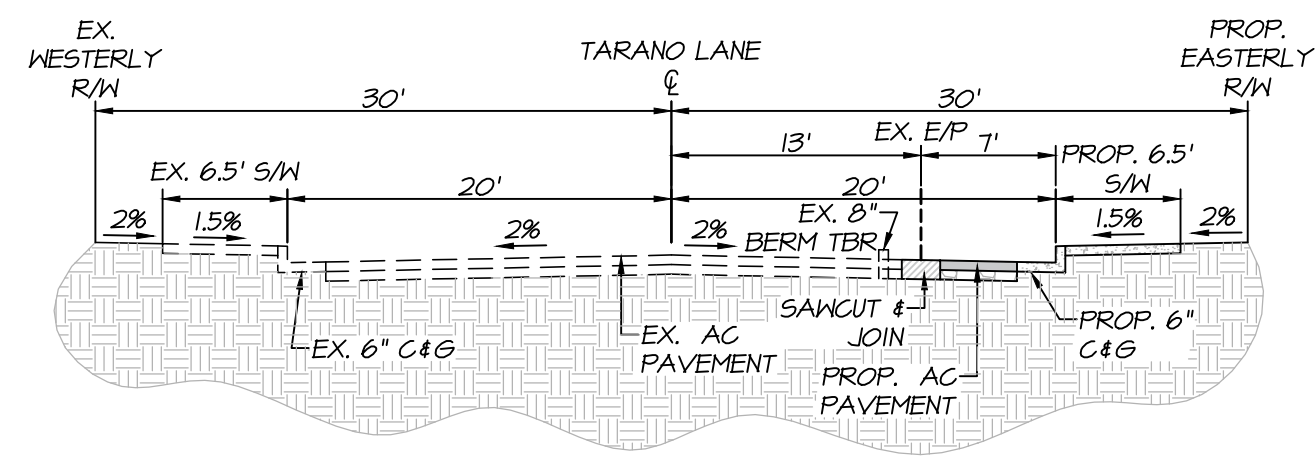 EX.
WESTERLY
R/W
TARANO LANE
℄
PROP.
EASTERLY
R/W
30'
30'
13'
EX. E/P
7'
EX. 6.5' S/W
20'
20'
PROP. 6.5'
S/W
2%
1.5%
2%
2%
EX. 8"
BERM TBR
1.5%
2%
SAWCUT &
JOIN
EX. 6" C&G
EX. AC
PAVEMENT
PROP. AC
PAVEMENT
PROP. 6"
C&G